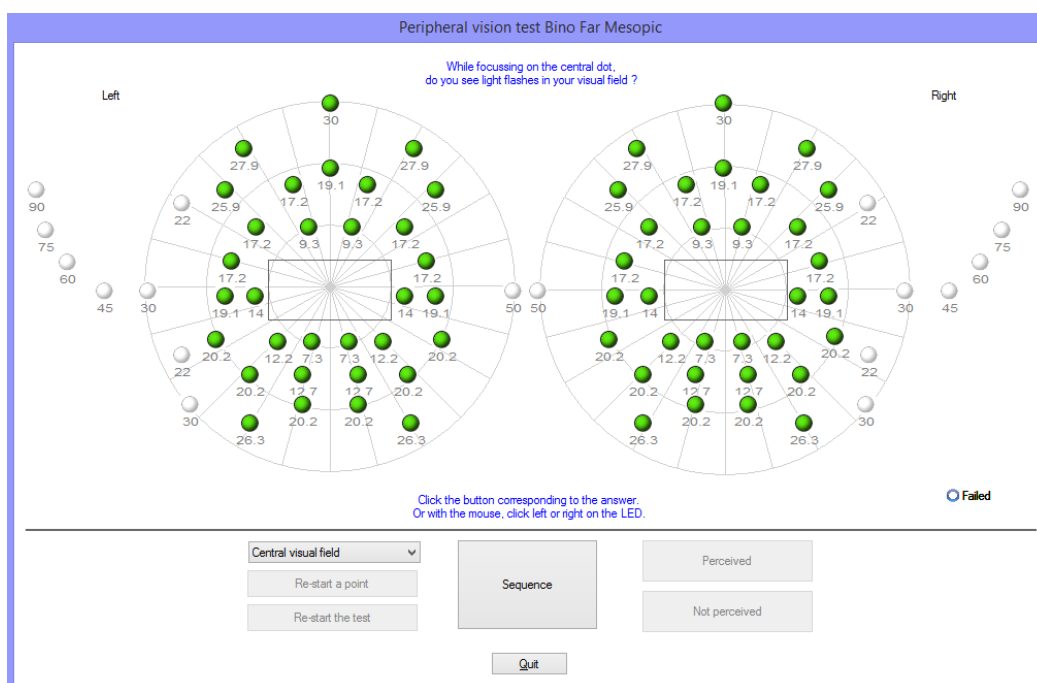 Peripheral vision test Bino Far Mesopic
While focussing on the central dot,
do you see light flashes in your visual field ?
Left Right
30 30
27.9 27.9 27.9 27.9
19.1 19.1
17.2 17.2 17.2 17.2
90 25.9 25.9 25.9 25.9 90
22 22
75 17.2 9.3 9.3 17.2 17.2 9.3 9.3 17.2 75
60 17.2 17.2 17.2 17.2 60
45 30 19.1 14 14 19.1 50 50 19.1 14 14 19.1 30 45
20.2 12.2 7.3 7.3 12.2 20.2 20.2 12.2 7.3 7.3 12.2 20.2
22 22
20.2 12.7 12.7 20.2 20.2 12.7 12.7 20.2
30 20.2 20.2 20.2 20.2 30
26.3 26.3 26.3 26.3
Click the button corresponding to the answer.
Or with the mouse, click left or right on the LED.
Failed
Central visual field
Re-start a point
Re-start the test
Sequence
Perceived
Not perceived
Quit